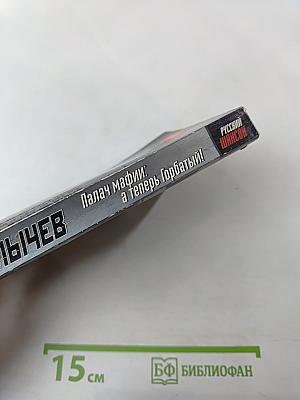 ЛЫЧЕВ
Палач мафии:
а теперь Горбатый!
РУССКИЙ
ШАНСОН
15 см
БФ БИБЛИОФАН